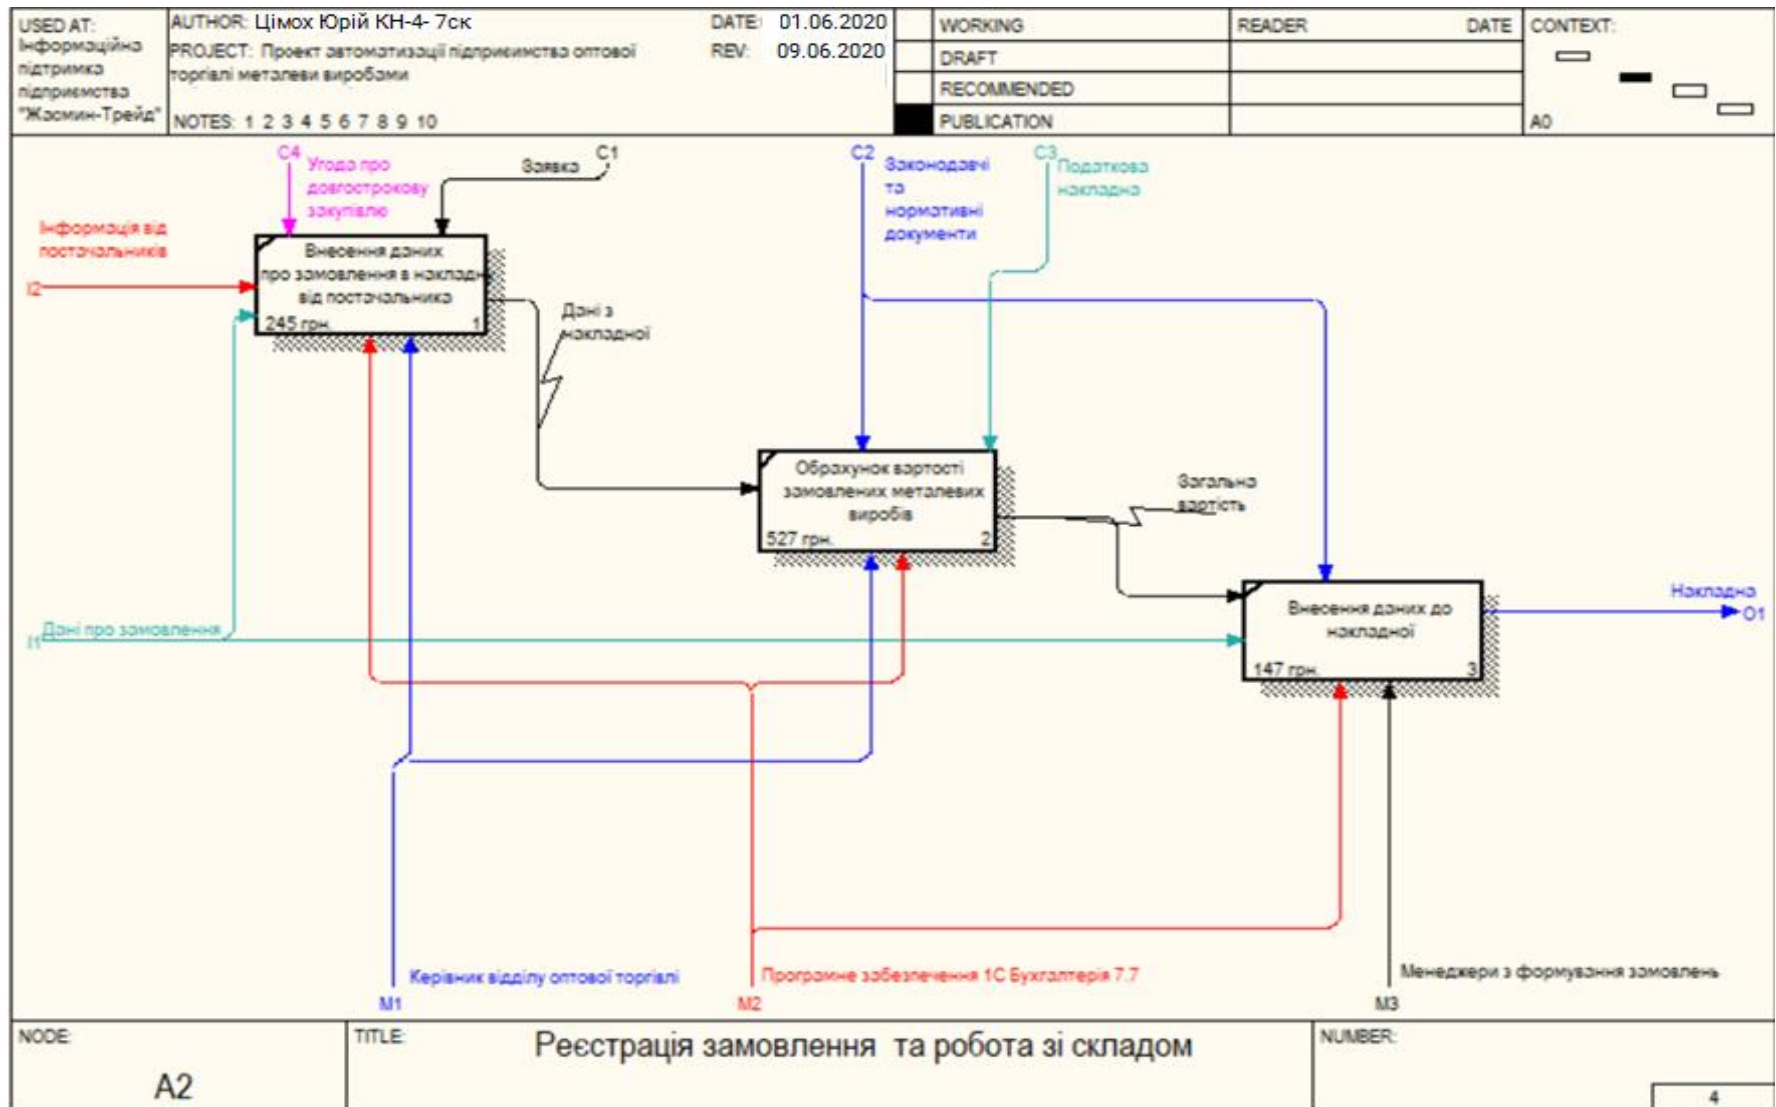 USED AT:
Інформаційна
підтримка
підприємства
"Жасмин-Трейд"
AUTHOR: Цімох Юрій КН-4- 7ск
DATE: 01.06.2020
PROJECT: Проект автоматизації підприємства оптової
торгівлі металеви виробами
REV: 09.06.2020
NOTES: 1 2 3 4 5 6 7 8 9 10
WORKING
DRAFT
RECOMMENDED
PUBLICATION
READER
DATE
CONTEXT:
A0
C4
Угода про
довгострокову
закупівлю
Заявка
C1
C2
Законодавчі
та
нормативні
документи
C3
Податкова
накладна
Інформація від
постачальників
I2
Внесення даних
про замовлення в накладн
від постачальника
245 грн.
1
Дані з
накладної
Обрахунок вартості
замовлених металевих
виробів
527 грн.
2
Загальна
вартість
I1
Дані про замовлення
Внесення даних до
накладної
147 грн.
3
Накладна
O1
Керівник відділу оптової торгівлі
M1
Програмне забезпечення 1С Бухгалтерія 7.7
M2
Менеджери з формування замовлень
M3
NODE:
A2
TITLE:
Реєстрація замовлення та робота зі складом
NUMBER:
4